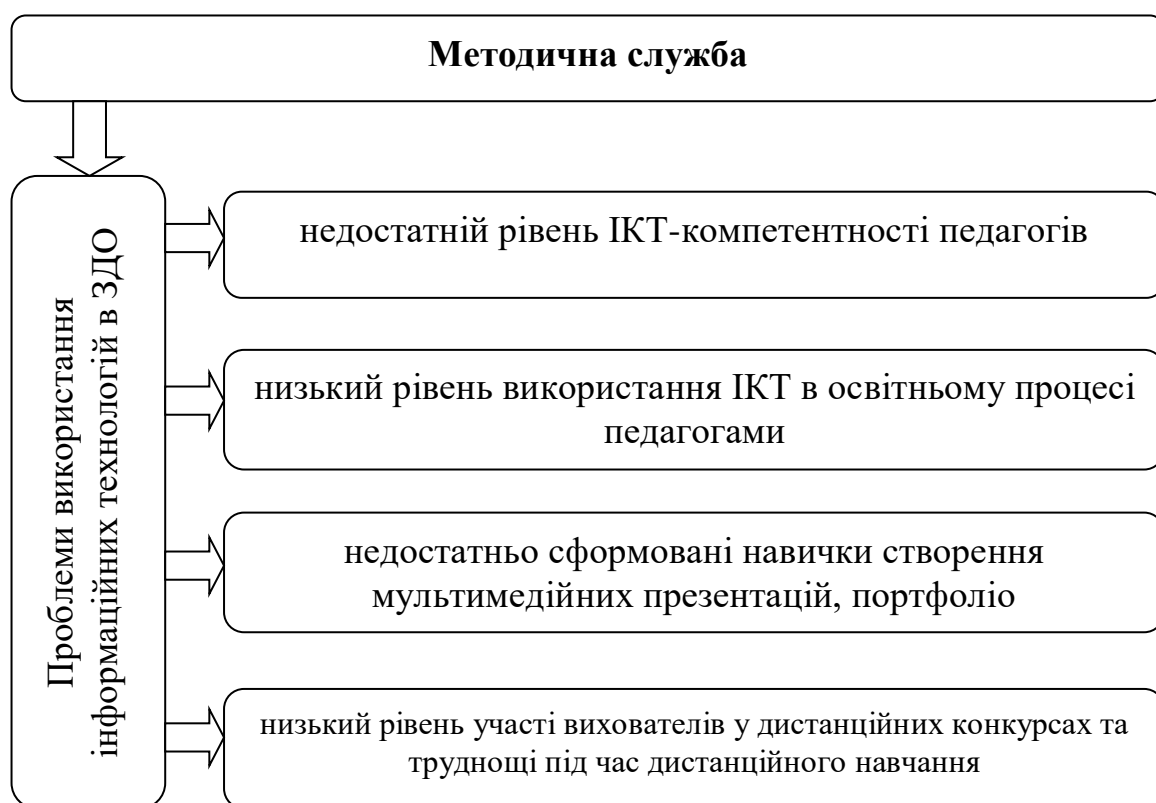 Методична служба
Проблеми використання
інформаційних технологій в ЗДО
недостатній рівень ІКТ-компетентності педагогів
низький рівень використання ІКТ в освітньому процесі
педагогами
недостатньо сформовані навички створення
мультимедійних презентацій, портфоліо
низький рівень участі вихователів у дистанційних конкурсах та
труднощі під час дистанційного навчання